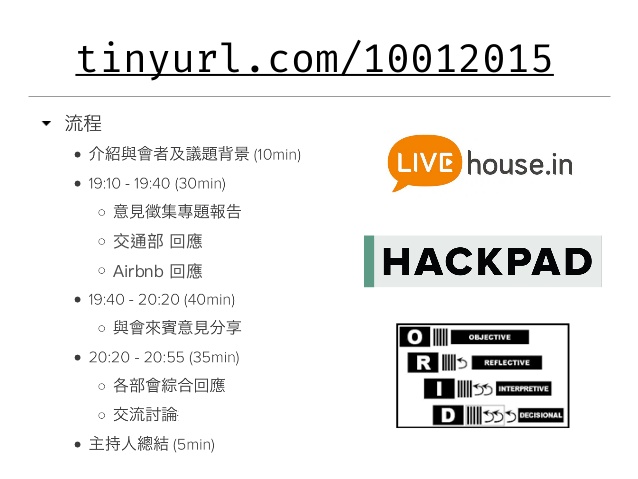 tinyurl.com/10012015
流程
介紹與會者及議題背景 (10min)
19:10 - 19:40 (30min)
意見徵集專題報告
交通部 回應
Airbnb 回應
19:40 - 20:20 (40min)
與會來賓意見分享
20:20 - 20:55 (35min)
各部會綜合回應
交流討論
主持人總結 (5min)
LIVE house.in
HACKPAD
O OBJECTIVE
R REFLECTIVE
I INTERPRETIVE
D DECISIONAL